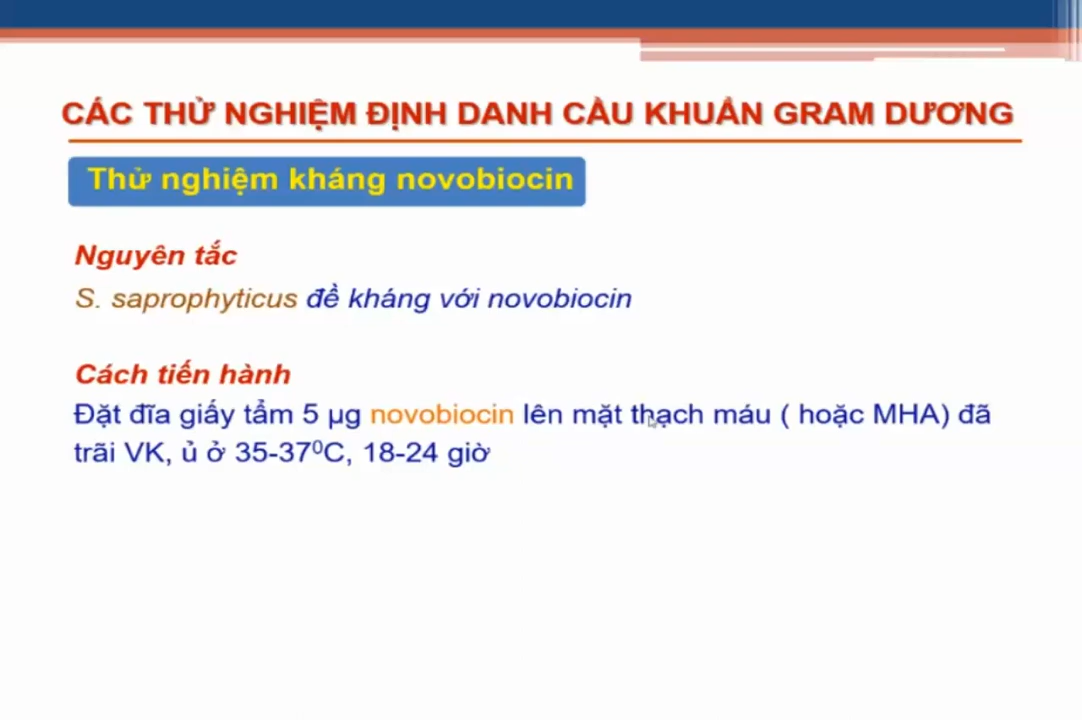 CÁC THỬ NGHIỆM ĐỊNH DANH CẦU KHUẨN GRAM DƯƠNG
Thử nghiệm kháng novobiocin
Nguyên tắc
S. saprophyticus đề kháng với novobiocin
Cách tiến hành
Đặt đĩa giấy tẩm 5 µg novobiocin lên mặt thạch máu ( hoặc MHA) đã
trãi VK, ủ ở 35-37⁰C, 18-24 giờ